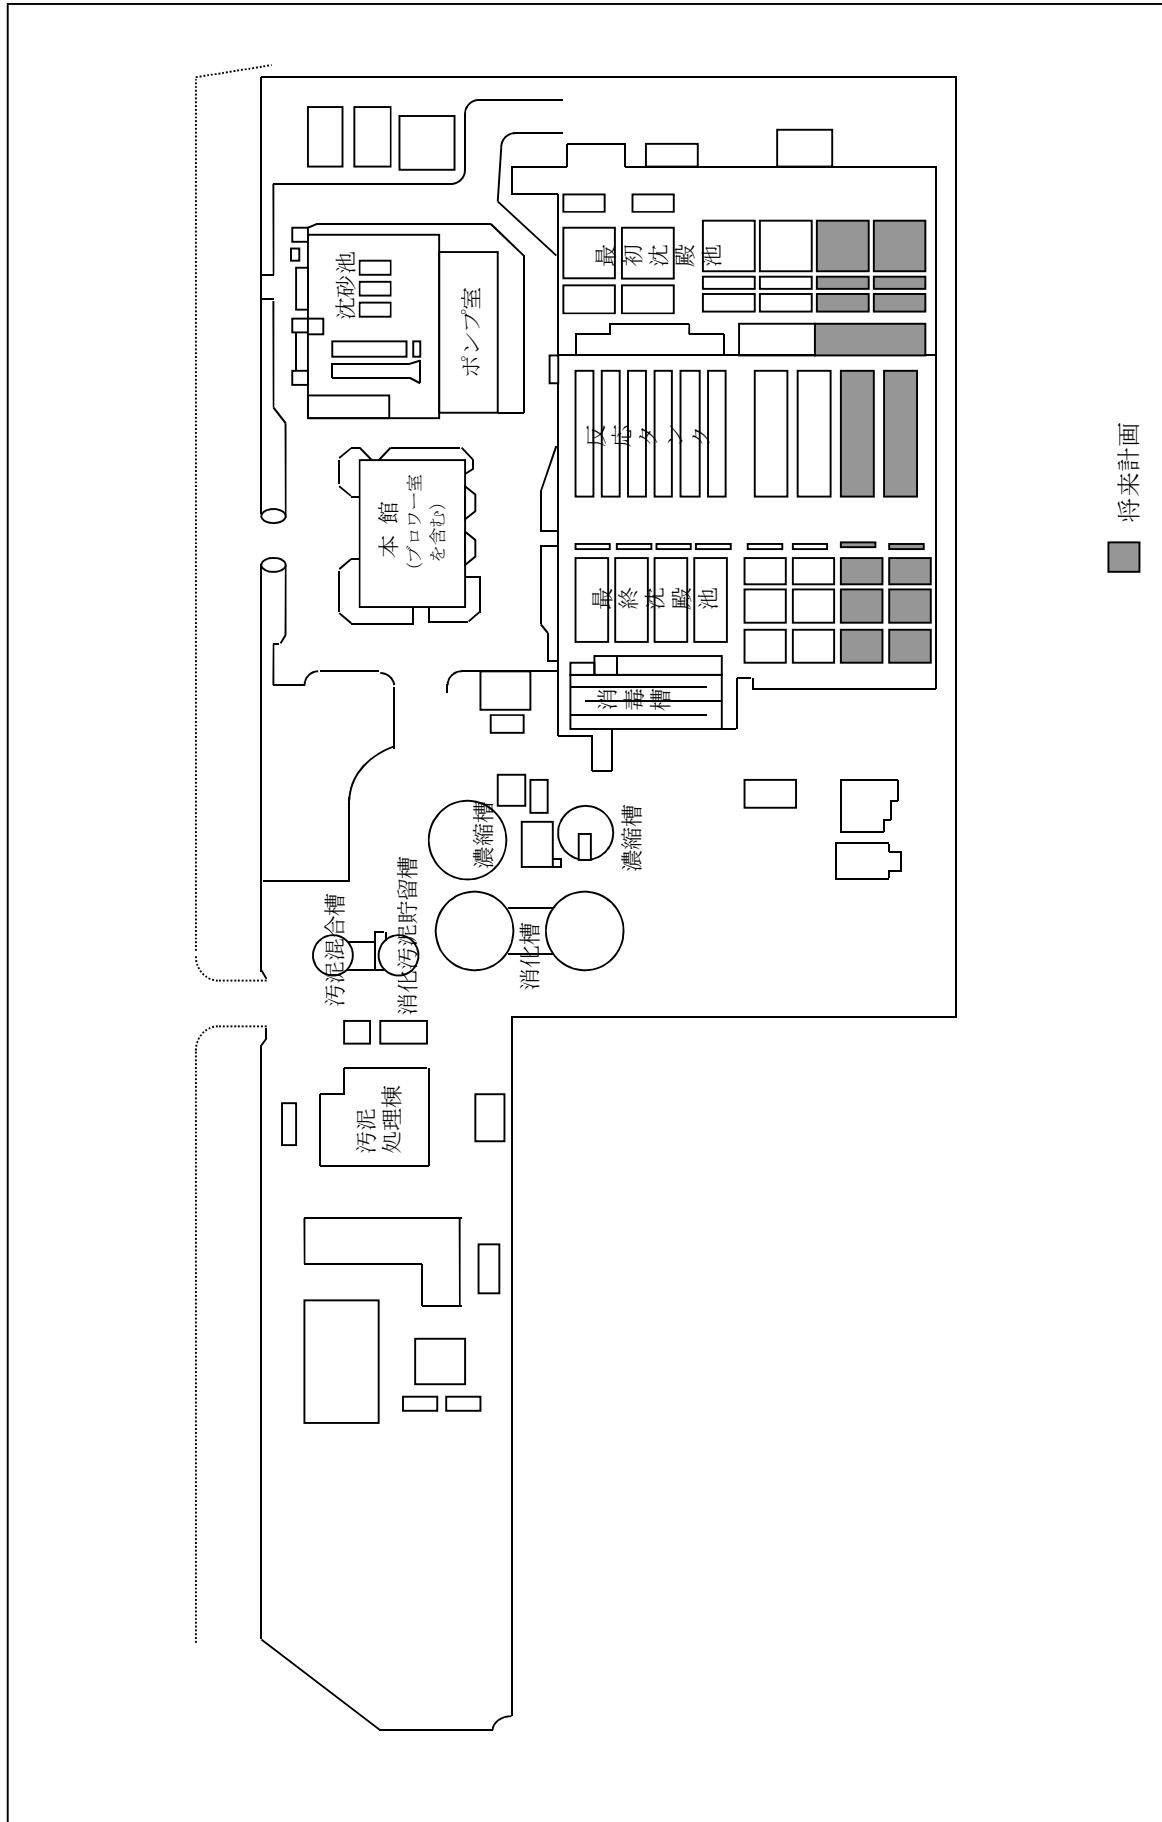 沈砂池
ポンプ室
本館
(ブロワー室
を含む)
最初沈殿池
反応タンク
最終沈殿池
消毒槽
濃縮槽
濃縮槽
消化槽
汚泥混合槽
消化汚泥貯留槽
汚泥
処理棟
将来計画